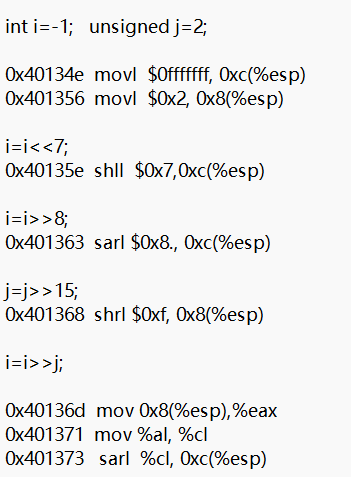 int i=-1;   unsigned j=2;
0x40134e  movl  $0fffffff, 0xc(%esp)
0x401356  movl  $0x2, 0x8(%esp)
i=i<<7;
0x40135e  shll  $0x7,0xc(%esp)
i=i>>8;
0x401363  sarl $0x8., 0xc(%esp)
j=j>>15;
0x401368  shrl $0xf, 0x8(%esp)
i=i>>j;
0x40136d  mov 0x8(%esp),%eax
0x401371  mov %al, %cl
0x401373   sarl  %cl, 0xc(%esp)